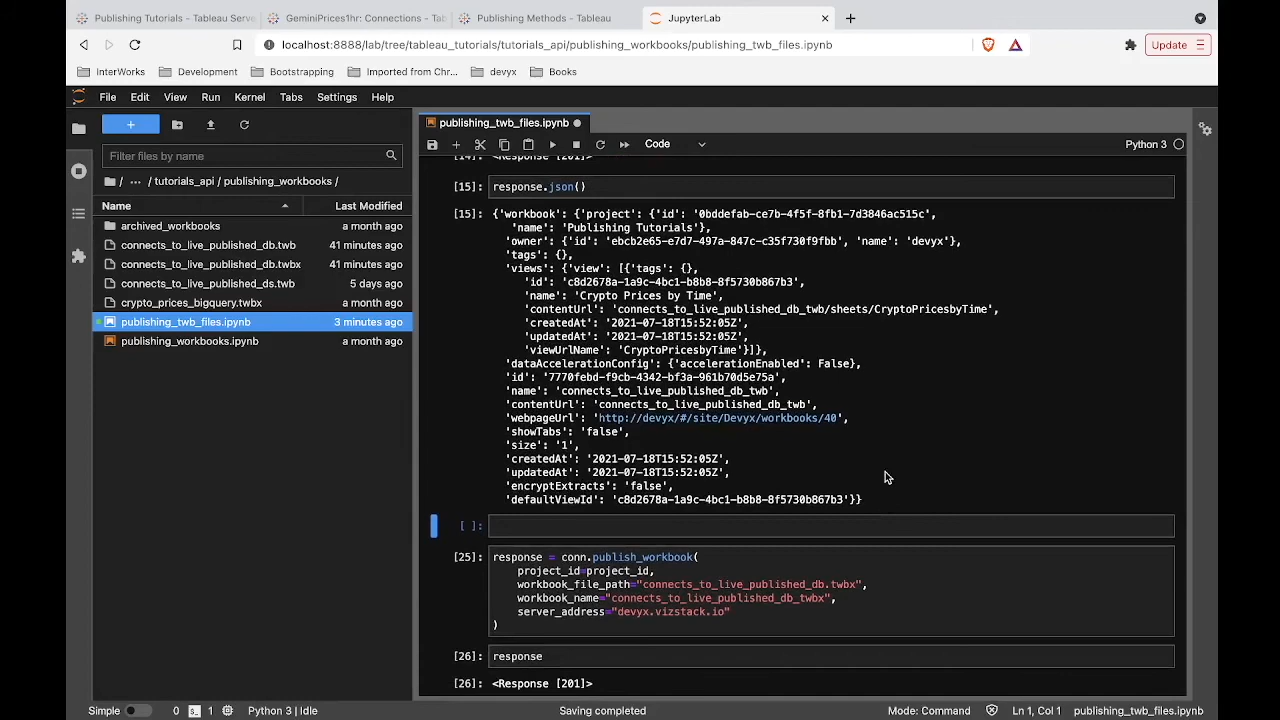 Publishing Tutorials - Tableau Serve
GeminiPrices1hr: Connections - Tab
Publishing Methods - Tableau
JupyterLab
localhost:8888/lab/tree/tableau_tutorials/tutorials_api/publishing_workbooks/publishing_twb_files.ipynb
Update
InterWorks
Development
Bootstrapping
Imported from Chr...
devyx
Books
File Edit View Run Kernel Tabs Settings Help
publishing_twb_files.ipynb
Filter files by name
Code
Python 3
/ ... / tutorials_api / publishing_workbooks /
Name Last Modified
archived_workbooks a month ago
connects_to_live_published_db.twb 41 minutes ago
connects_to_live_published_db.twbx 41 minutes ago
connects_to_live_published_ds.twb 5 days ago
crypto_prices_bigquery.twbx a month ago
publishing_twb_files.ipynb 3 minutes ago
publishing_workbooks.ipynb a month ago
[14]: <Response [201]>
[15]: response.json()
[15]: {'workbook': {'project': {'id': '0bddefab-ce7b-4f5f-8fb1-7d3846ac515c',
'name': 'Publishing Tutorials'},
'owner': {'id': 'ebcb2e65-e7d7-497a-847c-c35f730f9fbb', 'name': 'devyx'},
'tags': {},
'views': {'view': [{'tags': {},
'id': 'c8d2678a-1a9c-4bc1-b8b8-8f5730b867b3',
'name': 'Crypto Prices by Time',
'contentUrl': 'connects_to_live_published_db_twb/sheets/CryptoPricesbyTime',
'createdAt': '2021-07-18T15:52:05Z',
'updatedAt': '2021-07-18T15:52:05Z',
'viewUrlName': 'CryptoPricesbyTime'}]},
'dataAccelerationConfig': {'accelerationEnabled': False},
'id': '7770febd-f9cb-4342-bf3a-961b70d5e75a',
'name': 'connects_to_live_published_db_twb',
'contentUrl': 'connects_to_live_published_db_twb',
'webpageUrl': 'http://devyx/#/site/Devyx/workbooks/40',
'showTabs': 'false',
'size': '1',
'createdAt': '2021-07-18T15:52:05Z',
'updatedAt': '2021-07-18T15:52:05Z',
'encryptExtracts': 'false',
'defaultViewId': 'c8d2678a-1a9c-4bc1-b8b8-8f5730b867b3'}}
[ ]:
[25]: response = conn.publish_workbook(
project_id=project_id,
workbook_file_path="connects_to_live_published_db.twbx",
workbook_name="connects_to_live_published_db_twbx",
server_address="devyx.vizstack.io"
)
[26]: response
[26]: <Response [201]>
Simple 0 1 Python 3 | Idle Saving completed Mode: Command Ln 1, Col 1 publishing_twb_files.ipynb